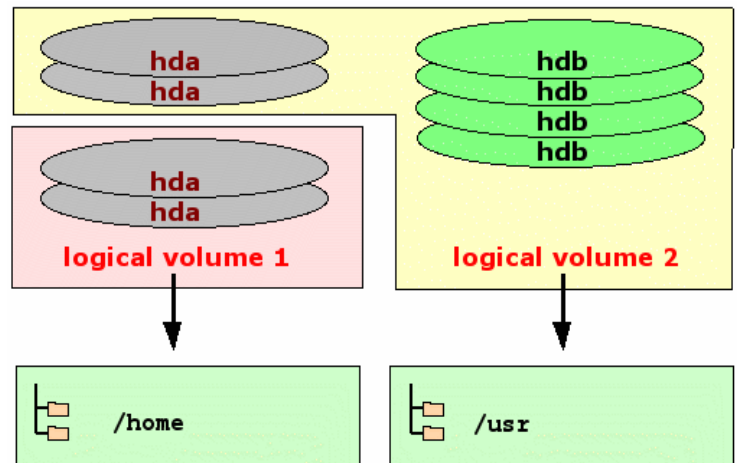 hda
hda
hdb
hdb
hdb
hdb
hda
hda
logical volume 1
logical volume 2
/home
/usr